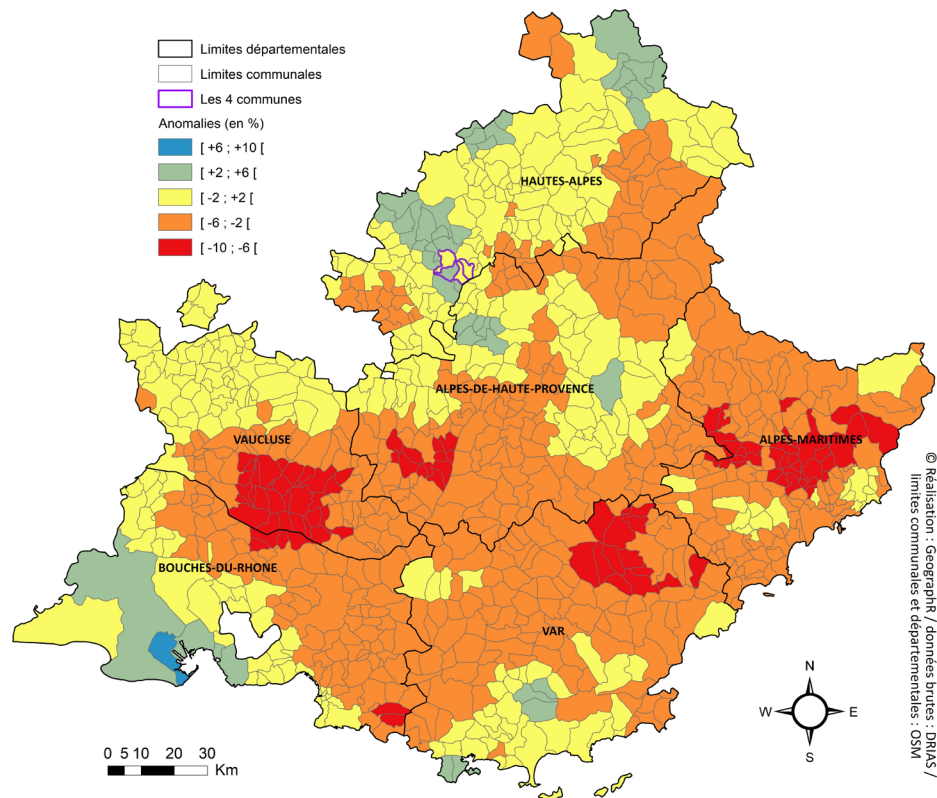 Limites départementales
Limites communales
Les 4 communes
Anomalies (en %)
[ +6 ; +10 [
[ +2 ; +6 [
[ -2 ; +2 [
[ -6 ; -2 [
[ -10 ; -6 [
HAUTES-ALPES
ALPES-DE-HAUTE-PROVENCE
VAUCLUSE
ALPES-MARITIMES
BOUCHES-DU-RHONE
VAR
N
W
E
S
0 5 10 20 30
Km
© Réalisation : GeographR / données brutes : DRIAS /
limites communales et départementales : OSM